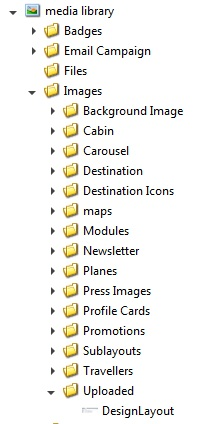 media library
Badges
Email Campaign
Files
Images
Background Image
Cabin
Carousel
Destination
Destination Icons
maps
Modules
Newsletter
Planes
Press Images
Profile Cards
Promotions
Sublayouts
Travellers
Uploaded
DesignLayout